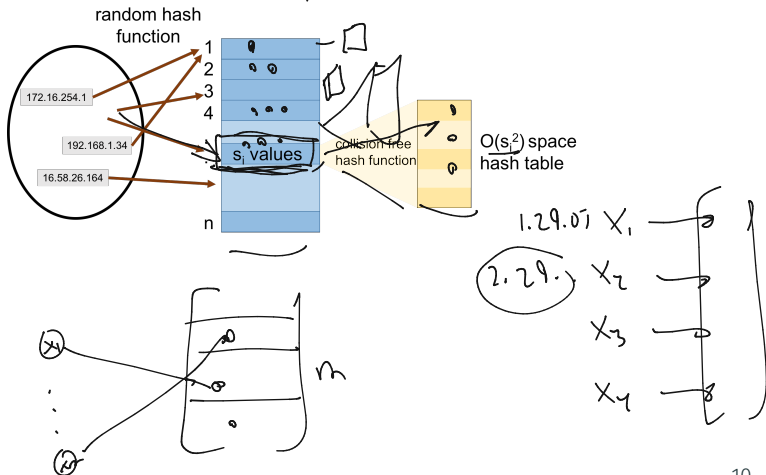 random hash
function
1
2
3
4
n
172.16.254.1
192.168.1.34
16.58.26.164
si values
collision free
hash function
O(si²) space
hash table
1.29.05 X1
2.29. X2
X3
X4
X1
m
10